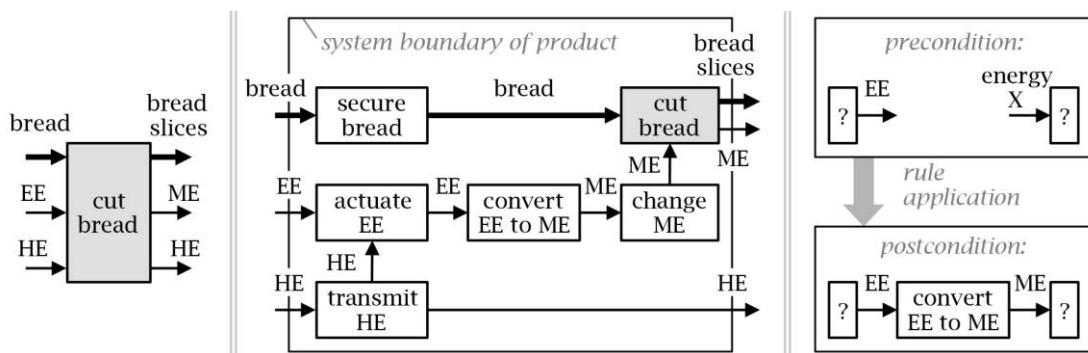 bread
bread
slices
EE
ME
cut
bread
HE
HE
system boundary of product
bread
slices
bread
bread
secure
bread
cut
bread
ME
ME
EE
EE
ME
actuate
EE
convert
EE to ME
change
ME
HE
HE
HE
transmit
HE
precondition:
EE
energy
X
?
?
rule
application
postcondition:
EE
ME
?
convert
EE to ME
?